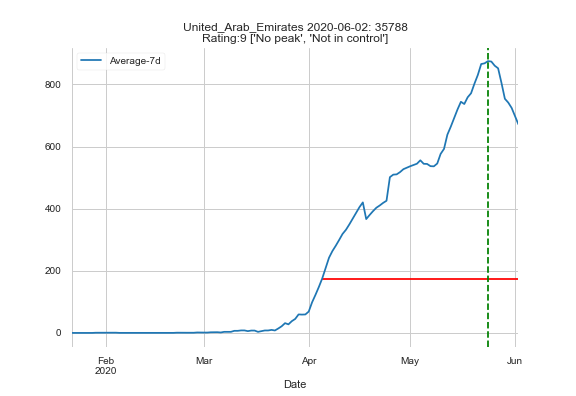 United_Arab_Emirates 2020-06-02: 35788
Rating:9 ['No peak', 'Not in control']
Average-7d
800
600
400
200
0
Feb
2020
Mar
Apr
May
Jun
Date